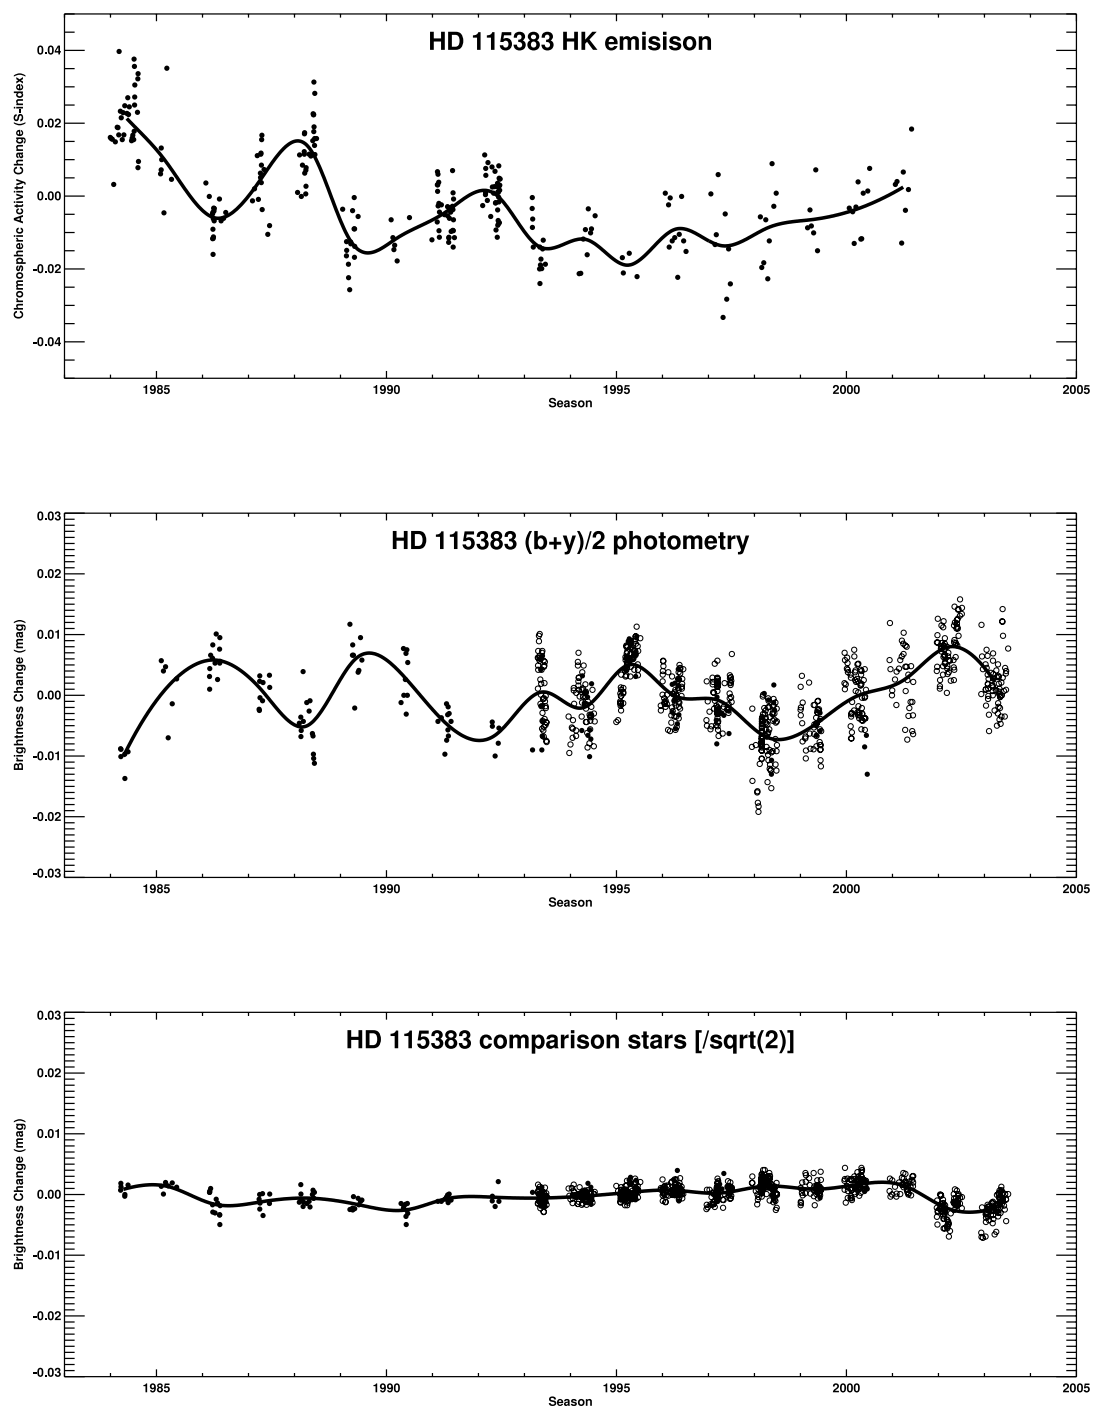 HD 115383 HK emisison
Chromospheric Activity Change (S-index)
0.04
0.02
0.00
-0.02
-0.04
1985 1990 1995 2000 2005
Season
HD 115383 (b+y)/2 photometry
Brightness Change (mag)
0.03
0.02
0.01
0.00
-0.01
-0.02
-0.03
1985 1990 1995 2000 2005
Season
HD 115383 comparison stars [/sqrt(2)]
Brightness Change (mag)
0.03
0.02
0.01
0.00
-0.01
-0.02
-0.03
1985 1990 1995 2000 2005
Season